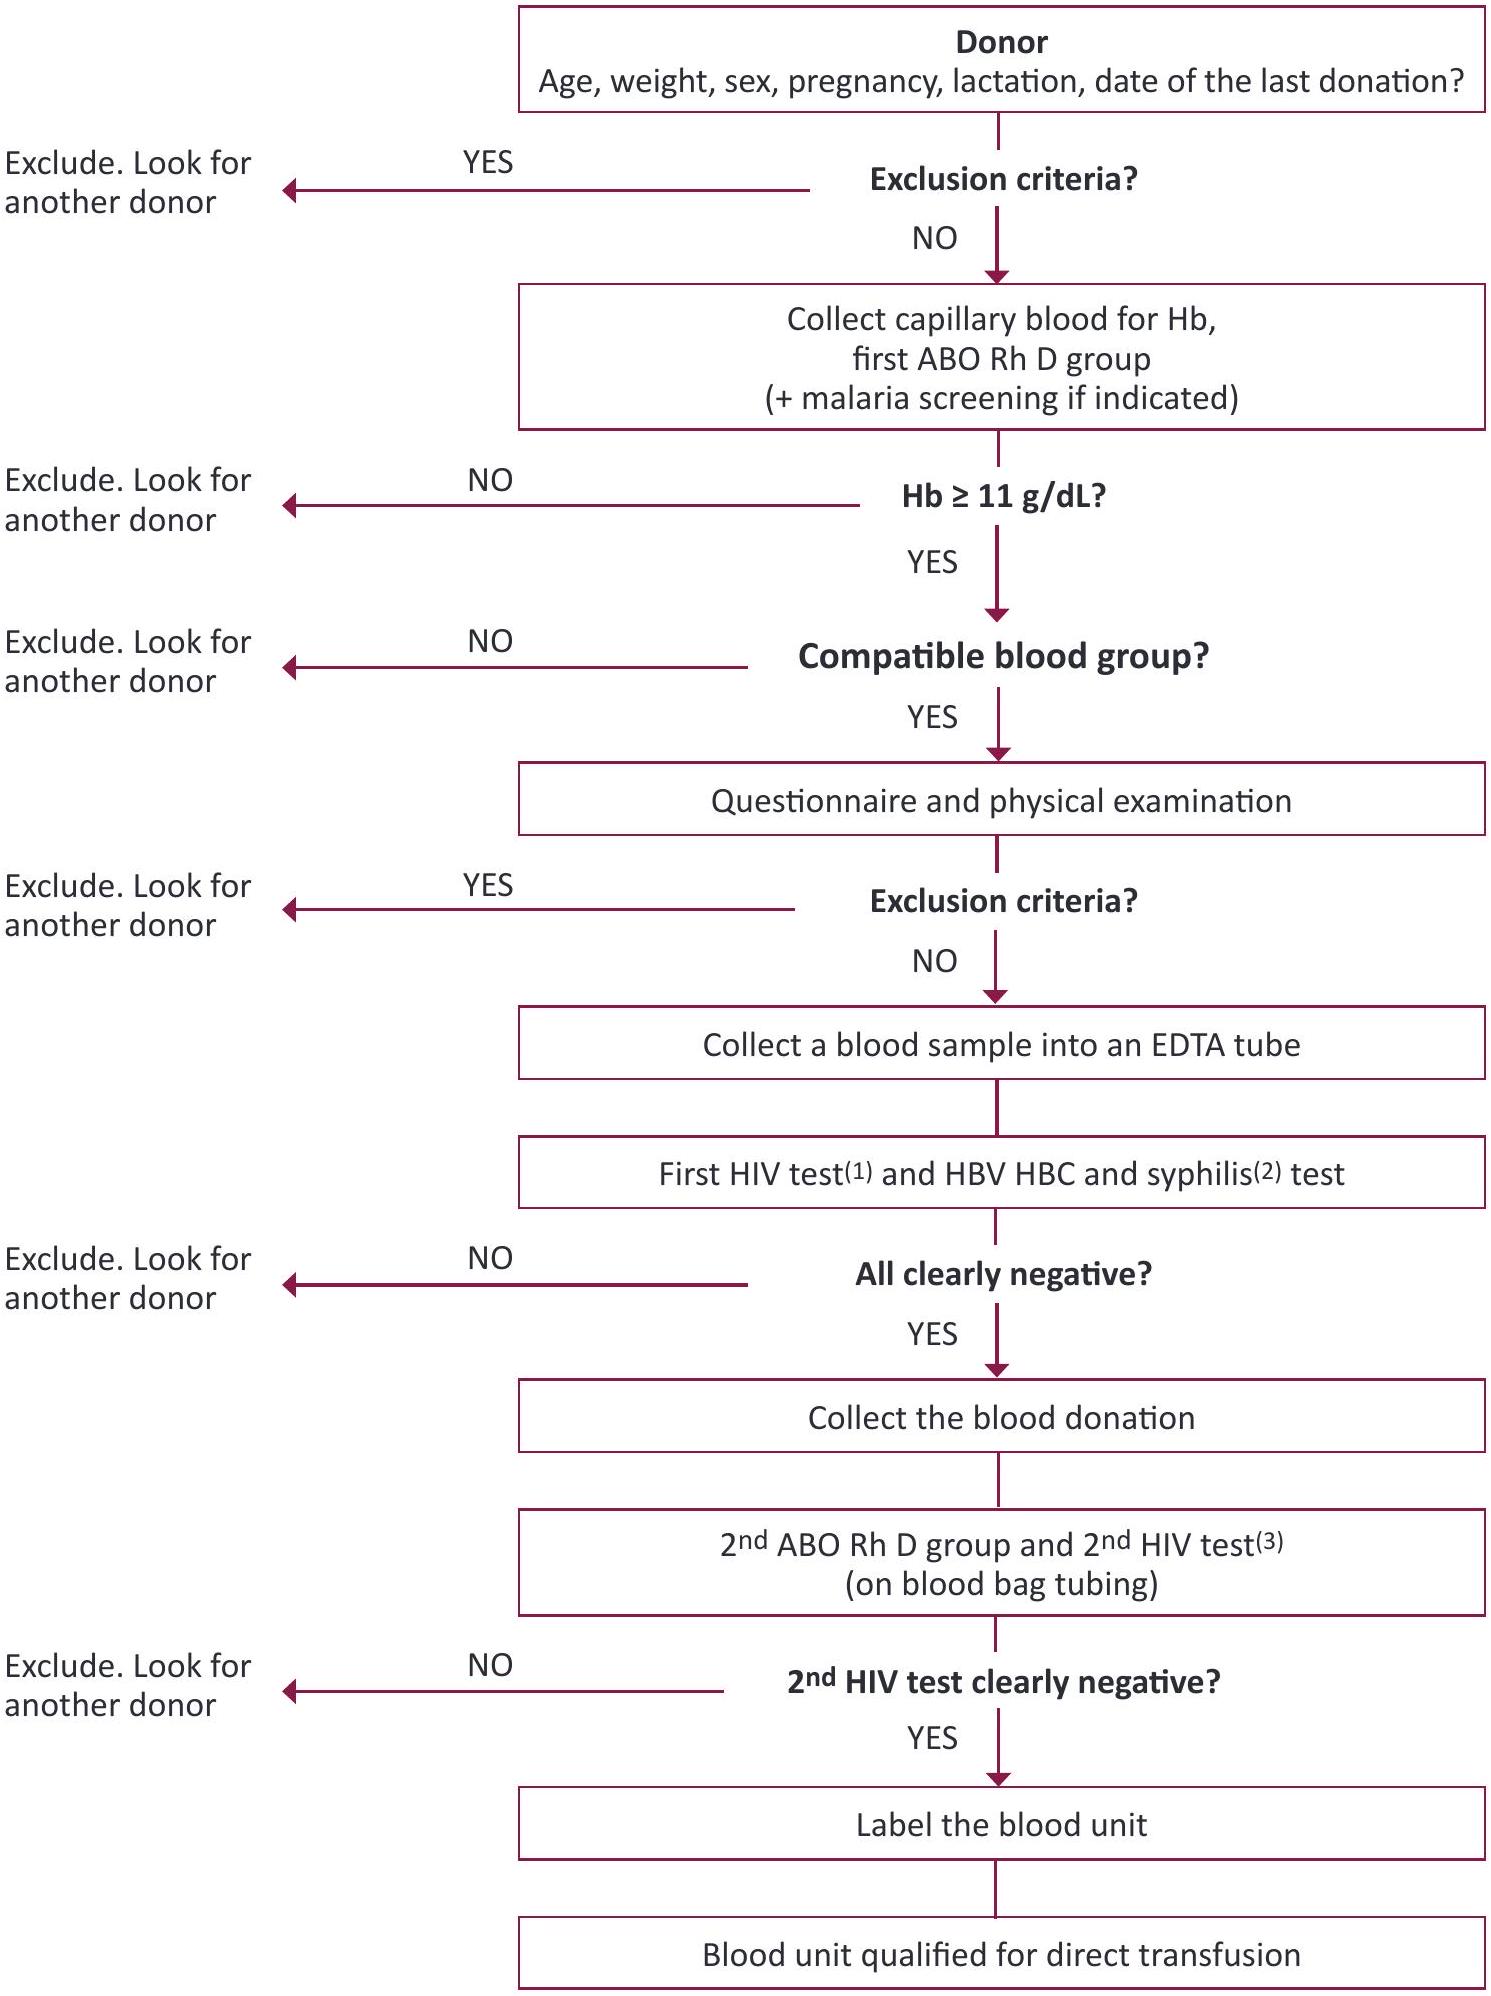 Donor
Age, weight, sex, pregnancy, lactation, date of the last donation?
Exclude. Look for
another donor
YES
Exclusion criteria?
NO
Collect capillary blood for Hb,
first ABO Rh D group
(+ malaria screening if indicated)
Exclude. Look for
another donor
NO
Hb ≥ 11 g/dL?
YES
Exclude. Look for
another donor
NO
Compatible blood group?
YES
Questionnaire and physical examination
Exclude. Look for
another donor
YES
Exclusion criteria?
NO
Collect a blood sample into an EDTA tube
First HIV test(1) and HBV HBC and syphilis(2) test
Exclude. Look for
another donor
NO
All clearly negative?
YES
Collect the blood donation
2nd ABO Rh D group and 2nd HIV test(3)
(on blood bag tubing)
Exclude. Look for
another donor
NO
2nd HIV test clearly negative?
YES
Label the blood unit
Blood unit qualified for direct transfusion